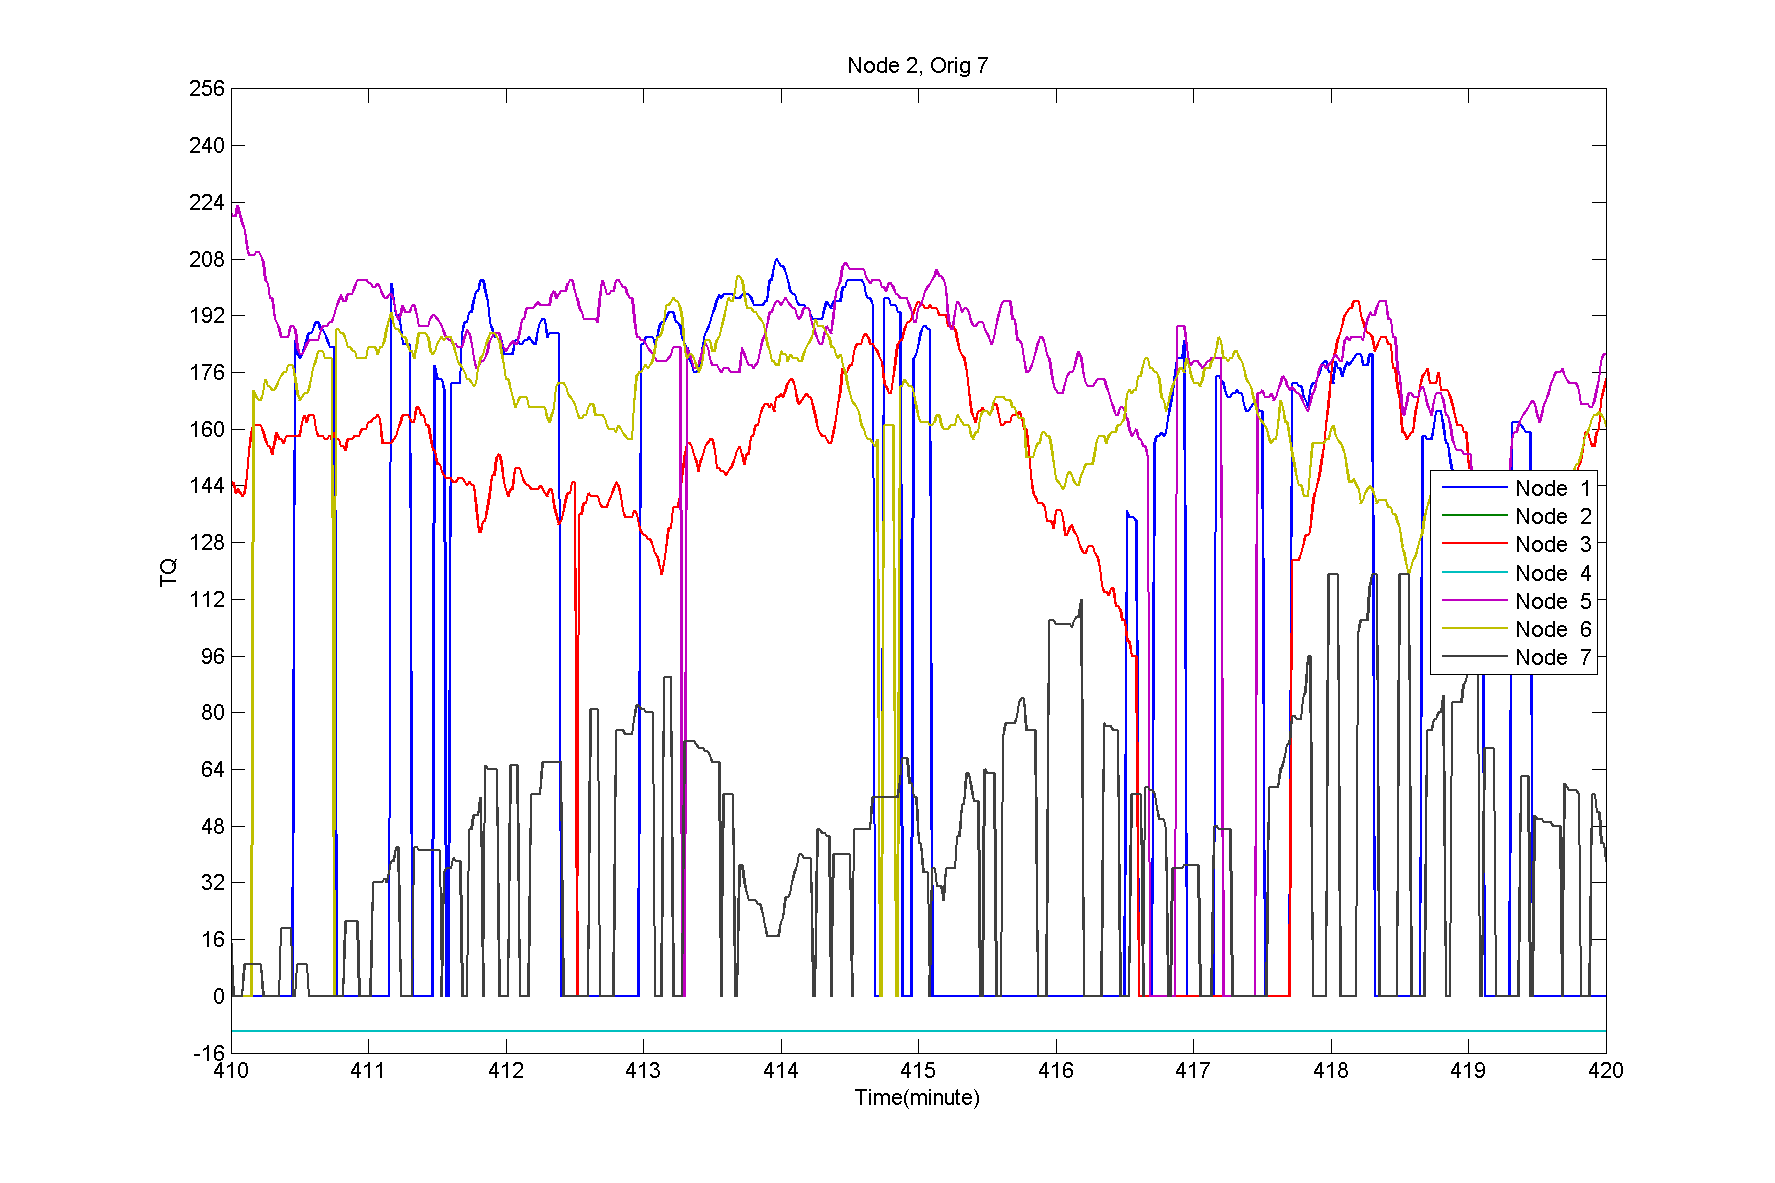 Node 2, Orig 7
256
240
224
208
192
176
160
144
128
112
96
80
64
48
32
16
0
-16
TQ
Node 1
Node 2
Node 3
Node 4
Node 5
Node 6
Node 7
410 411 412 413 414 415 416 417 418 419 420
Time(minute)